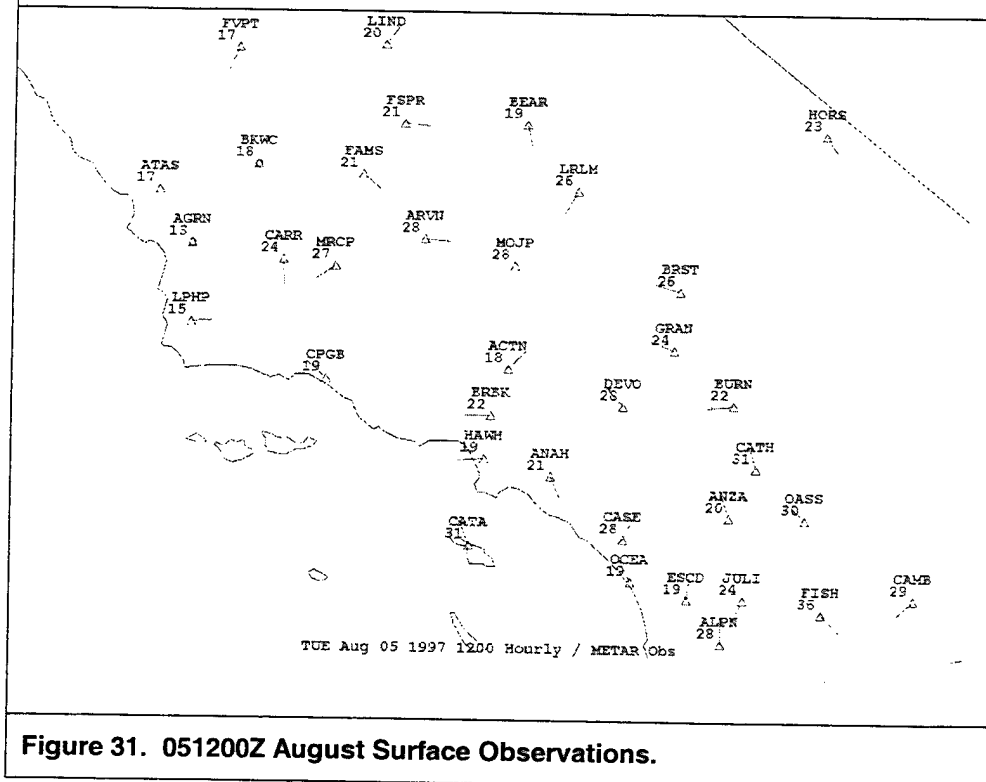 FVPT
17
LIND
20
FSPR
21
BEAR
19
HORS
23
BKWC
18
FAMS
21
ATAS
17
LRLM
26
AGRN
13
CARR
24
MRCP
27
ARVN
28
MOJP
28
BRST
26
LPHP
15
GRAN
24
CPGB
19
ACTN
18
BRBK
22
DEVO
26
BURN
22
HAWH
19
ANAH
21
CATH
31
ANZA
20
OASS
30
CATA
31
CASE
28
OCEA
19
ESCD
19
JULI
24
FISH
36
CAMB
29
ALPN
28
TUE Aug 05 1997 1200 Hourly / METAR Obs
Figure 31. 051200Z August Surface Observations.